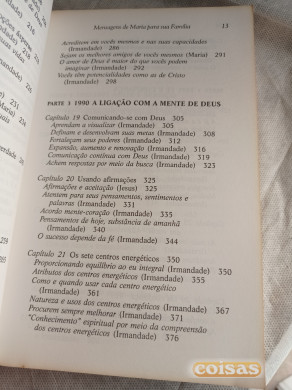 Mensagens de Maria para sua Família 13
Acreditem em vocês mesmos e nas suas capacidades
(Irmandade) 286
Sejam os melhores amigos de vocês mesmos (Maria) 291
O amor de Deus é maior do que vocês podem
imaginar (Irmandade) 294
Vocês têm potencialidades como as de Cristo
(Irmandade) 298
PARTE 3 1990 A LIGAÇÃO COM A MENTE DE DEUS
Capítulo 19 Comunicando-se com Deus 305
Aprendam a visualizar (Irmandade) 305
Definam e desenvolvam suas metas (Irmandade) 308
Fortaleçam seus poderes (Irmandade) 312
Expansão, aumento e renovação (Irmandade) 316
Comunicação contínua com Deus (Irmandade) 319
Achem respostas por meio da busca (Irmandade) 323
Capítulo 20 Usando afirmações 325
Afirmações e aceitação (Jesus) 325
Atentem para seus pensamentos, sentimentos e
palavras (Irmandade) 331
Acordo mente-coração (Irmandade) 335
Pensamentos de hoje, substância de amanhã
(Irmandade) 340
O sucesso depende da fé (Irmandade) 344
Capítulo 21 Os sete centros energéticos 350
Proporcionando equilíbrio ao eu integral (Irmandade) 350
Atributos dos centros energéticos (Irmandade) 355
Como e quando usar cada centro energético
(Irmandade) 361
Natureza e usos dos centros energéticos (Irmandade) 367
Procurem sempre melhorar (Irmandade) 371
"Conhecimento" espiritual por meio da compreensão
dos centros energéticos (Irmandade) 376
coisas